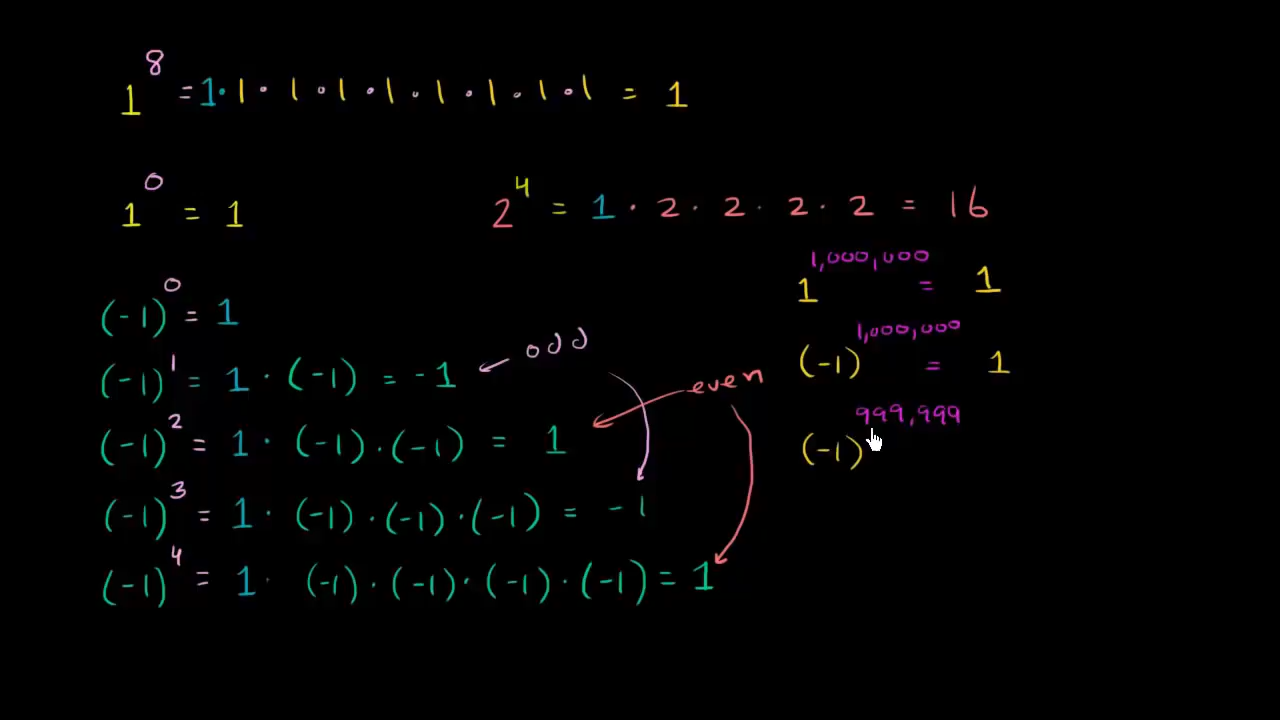 1^8 = 1 · 1 · 1 · 1 · 1 · 1 · 1 · 1 · 1 = 1
1^0 = 1
2^4 = 1 · 2 · 2 · 2 · 2 = 16
(-1)^0 = 1
(-1)^1 = 1 · (-1) = -1
odd
(-1)^2 = 1 · (-1) · (-1) = 1
even
(-1)^3 = 1 · (-1) · (-1) · (-1) = -1
(-1)^4 = 1 · (-1) · (-1) · (-1) · (-1) = 1
1^1,000,000 = 1
(-1)^1,000,000 = 1
(-1)^999,999